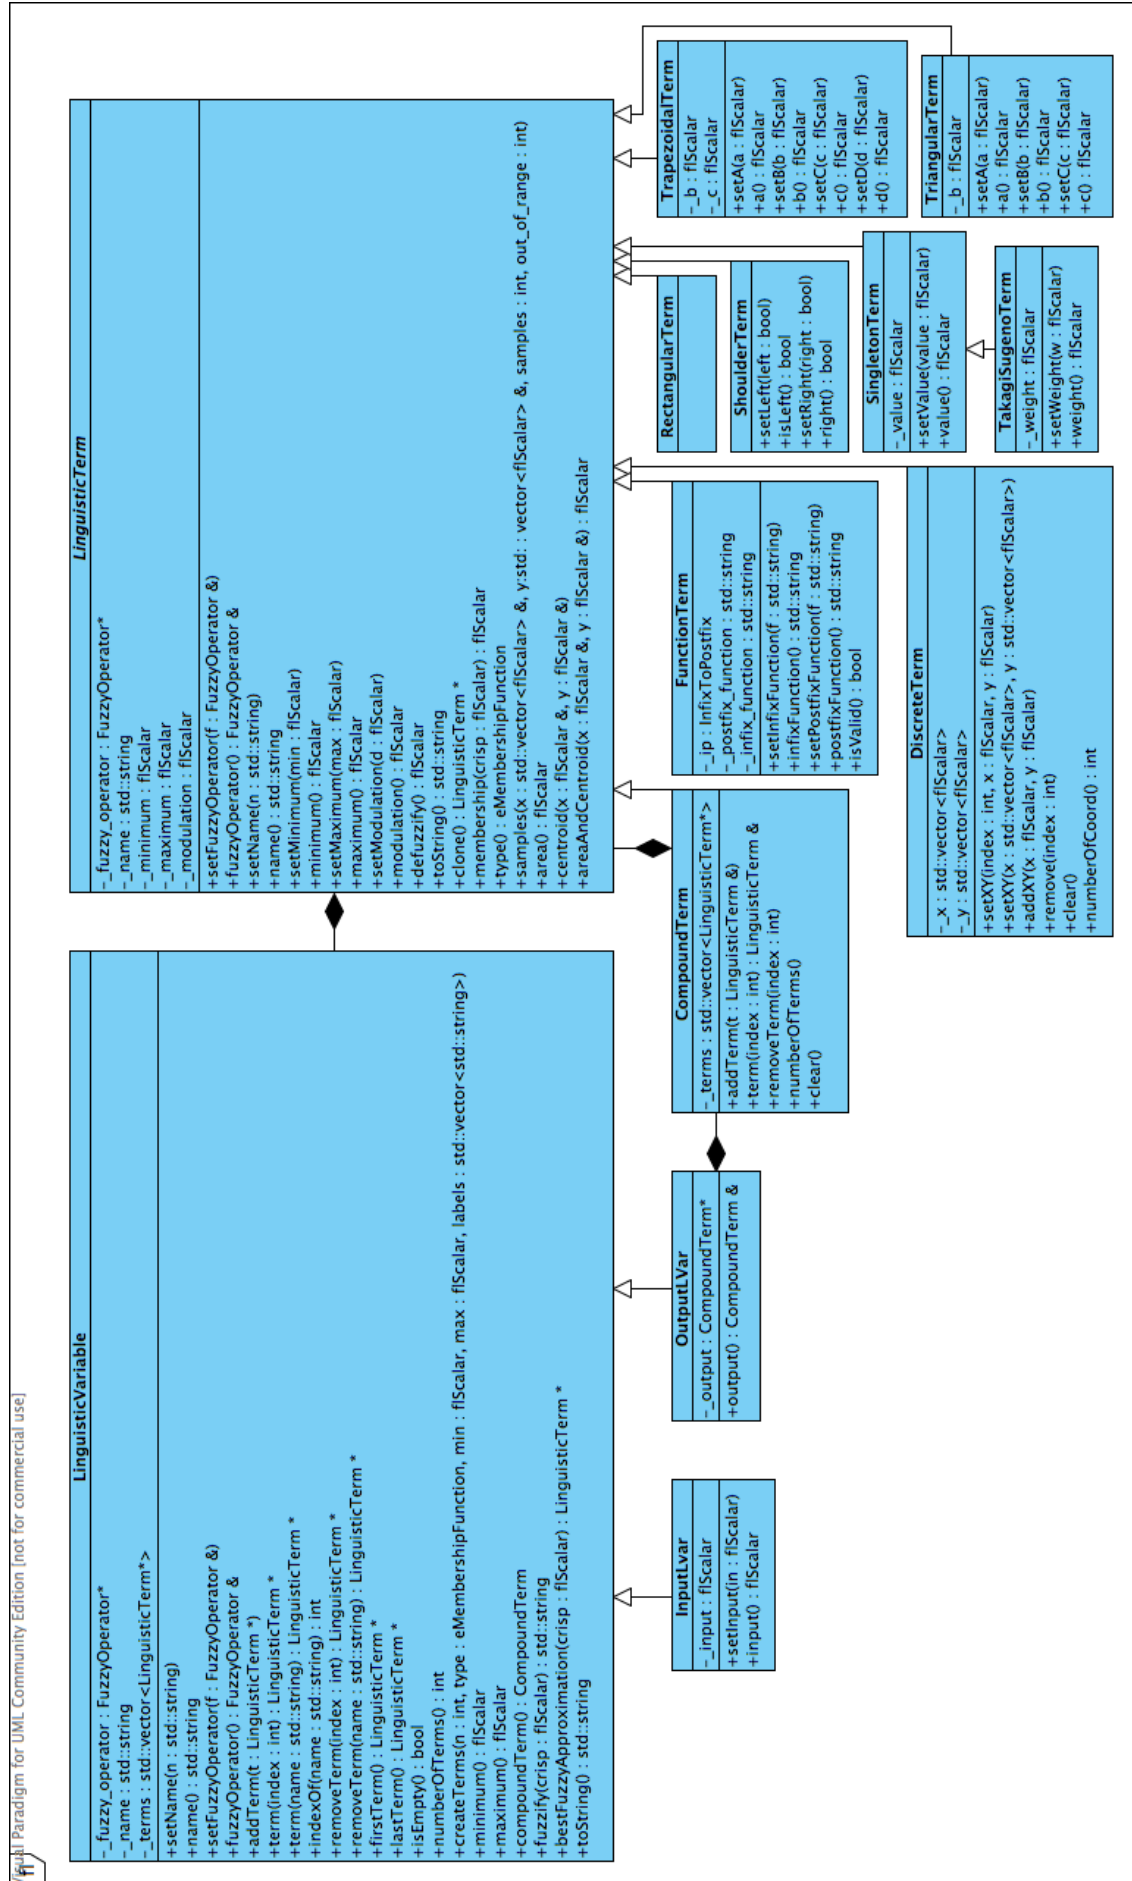 Visual Paradigm for UML Community Edition [not for commercial use]
fl
LinguisticVariable
-_fuzzy_operator : FuzzyOperator*
-_name : std::string
-_terms : std::vector<LinguisticTerm*>
+setName(n : std::string)
+name() : std::string
+setFuzzyOperator(f : FuzzyOperator &)
+fuzzyOperator() : FuzzyOperator &
+addTerm(t : LinguisticTerm *)
+term(index : int) : LinguisticTerm *
+term(name : std::string) : LinguisticTerm *
+indexOf(name : std::string) : int
+removeTerm(index : int) : LinguisticTerm *
+removeTerm(name : std::string) : LinguisticTerm *
+firstTerm() : LinguisticTerm *
+lastTerm() : LinguisticTerm *
+isEmpty() : bool
+numberOfTerms() : int
+createTerms(n : int, type : eMembershipFunction, min : flScalar, max : flScalar, labels : std::vector<std::string>)
+minimum() : flScalar
+maximum() : flScalar
+compoundTerm() : CompoundTerm
+fuzzify(crisp : flScalar) : std::string
+bestFuzzyApproximation(crisp : flScalar) : LinguisticTerm *
+toString() : std::string
LinguisticTerm
-_fuzzy_operator : FuzzyOperator*
-_name : std::string
-_minimum : flScalar
-_maximum : flScalar
-_modulation : flScalar
+setFuzzyOperator(f : FuzzyOperator &)
+fuzzyOperator() : FuzzyOperator &
+setName(n : std::string)
+name() : std::string
+setMinimum(min : flScalar)
+minimum() : flScalar
+setMaximum(max : flScalar)
+maximum() : flScalar
+setModulation(d : flScalar)
+modulation() : flScalar
+defuzzify() : flScalar
+toString() : std::string
+clone() : LinguisticTerm *
+membership(crisp : flScalar) : flScalar
+type() : eMembershipFunction
+samples(x : std::vector<flScalar> &, y:std: : vector<flScalar> &, samples : int, out_of_range : int)
+area() : flScalar
+centroid(x : flScalar &, y : flScalar &)
+areaAndCentroid(x : flScalar &, y : flScalar &) : flScalar
InputLvar
-_input : flScalar
+setInput(in : flScalar)
+input() : flScalar
OutputLVar
-_output : CompoundTerm*
+output() : CompoundTerm &
CompoundTerm
-_terms : std::vector<LinguisticTerm*>
+addTerm(t : LinguisticTerm &)
+term(index : int) : LinguisticTerm &
+removeTerm(index : int)
+numberOfTerms()
+clear()
FunctionTerm
-_ip : InfixToPostfix
-_postfix_function : std::string
-_infix_function : std::string
+setInfixFunction(f : std::string)
+infixFunction() : std::string
+setPostfixFunction(f : std::string)
+postfixFunction() : std::string
+isValid() : bool
DiscreteTerm
-_x : std::vector<flScalar>
-_y : std::vector<flScalar>
+setXY(index : int, x : flScalar, y : flScalar)
+setXY(x : std::vector<flScalar>, y : std::vector<flScalar>)
+addXY(x : flScalar, y : flScalar)
+remove(index : int)
+clear()
+numberOfCoord() : int
RectangularTerm
ShoulderTerm
+setLeft(left : bool)
+isLeft() : bool
+setRight(right : bool)
+right() : bool
SingletonTerm
-_value : flScalar
+setValue(value : flScalar)
+value() : flScalar
TakagiSugenoTerm
-_weight : flScalar
+setWeight(w : flScalar)
+weight() : flScalar
TrapezoidalTerm
-_b : flScalar
-_c : flScalar
+setA(a : flScalar)
+a() : flScalar
+setB(b : flScalar)
+b() : flScalar
+setC(c : flScalar)
+c() : flScalar
+setD(d : flScalar)
+d() : flScalar
TriangularTerm
-_b : flScalar
+setA(a : flScalar)
+a() : flScalar
+setB(b : flScalar)
+b() : flScalar
+setC(c : flScalar)
+c() : flScalar